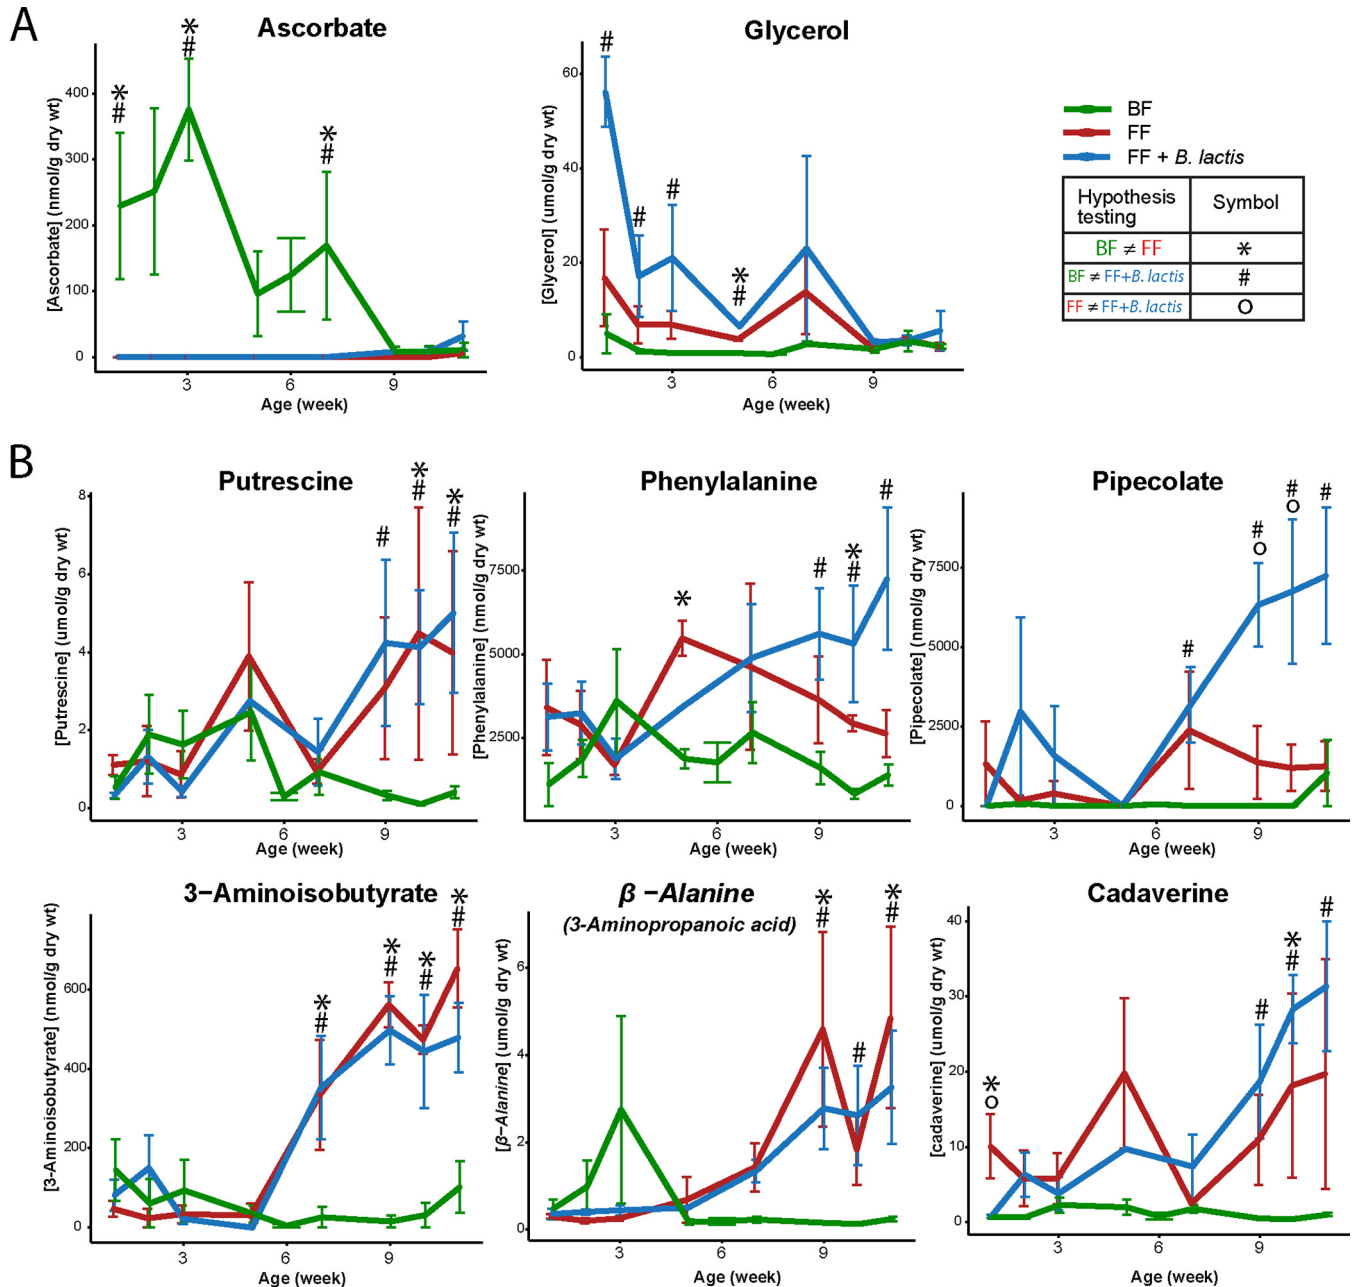 A
Ascorbate
[Ascorbate] (nmol/g dry wt)
400
300
200
100
0
*
#
*
#
*
#
3
6
9
Age (week)
Glycerol
[Glycerol] (umol/g dry wt)
60
40
20
0
#
#
#
*
#
3
6
9
Age (week)
BF
FF
FF + B. lactis
Hypothesis testing Symbol
BF ≠ FF *
BF ≠ FF+B. lactis #
FF ≠ FF+B. lactis O
B
Putrescine
[Putrescine] (umol/g dry wt)
8
6
4
2
0
#
*
#
*
#
3
6
9
Age (week)
Phenylalanine
[Phenylalanine] (nmol/g dry wt)
7500
5000
2500
*
#
*
#
#
3
6
9
Age (week)
Pipecolate
[Pipecolate] (nmol/g dry wt)
7500
5000
2500
0
#
#
O
#
O
#
3
6
9
Age (week)
3−Aminoisobutyrate
[3-Aminoisobutyrate] (nmol/g dry wt)
600
400
200
0
*
#
*
#
*
#
*
#
3
6
9
Age (week)
β −Alanine
(3-Aminopropanoic acid)
[β−Alanine] (umol/g dry wt)
6
4
2
0
*
#
#
*
#
3
6
9
Age (week)
Cadaverine
[cadaverine] (umol/g dry wt)
40
30
20
10
0
*
O
#
*
#
#
3
6
9
Age (week)